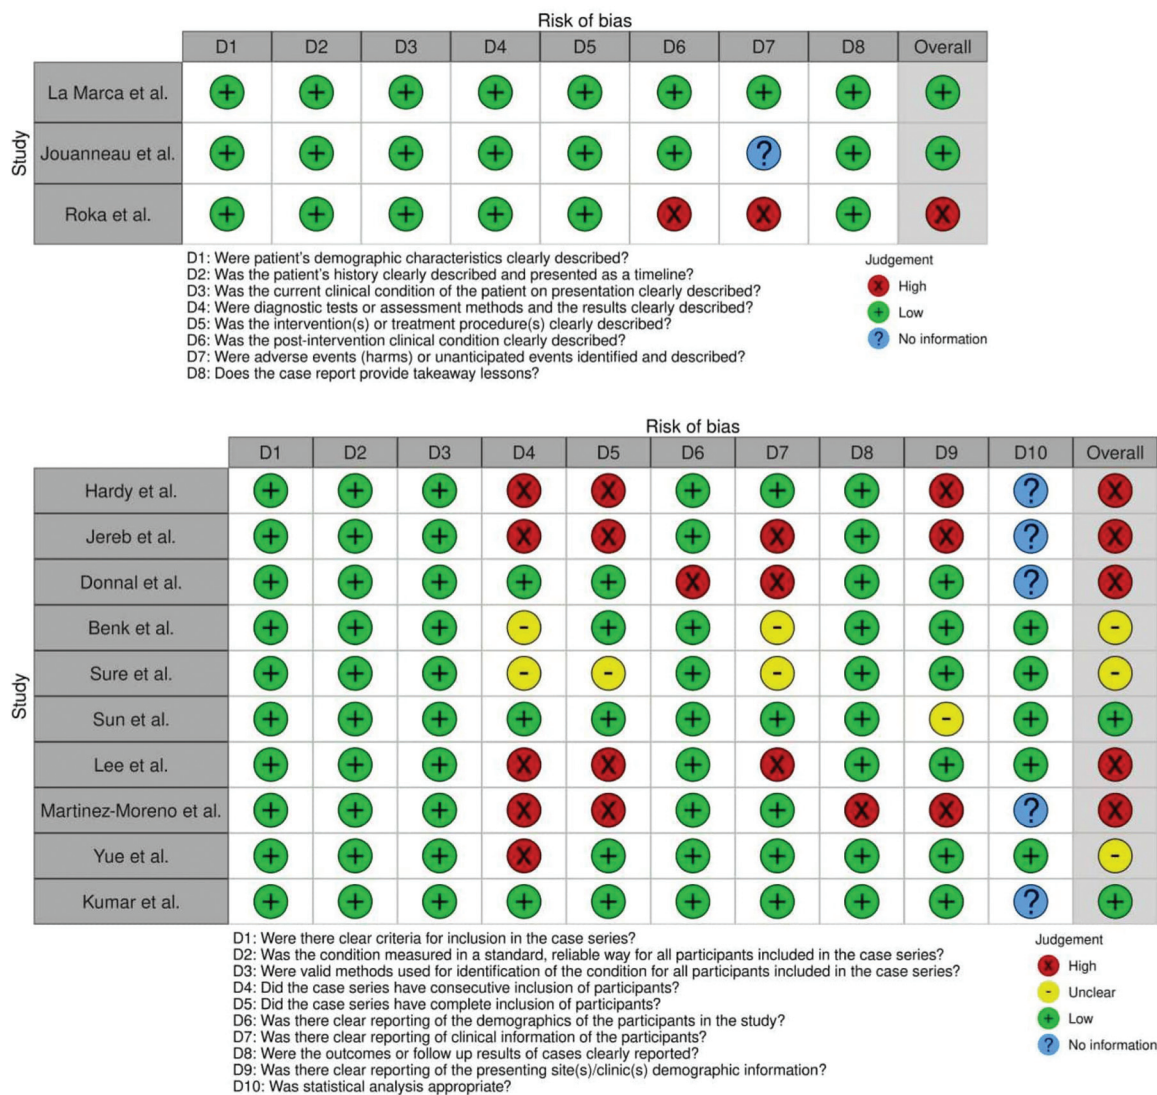 Risk of bias
D1 D2 D3 D4 D5 D6 D7 D8 Overall
Study
La Marca et al. + + + + + + + + +
Jouanneau et al. + + + + + + ? + +
Roka et al. + + + + + X X + X
D1: Were patient's demographic characteristics clearly described?
D2: Was the patient's history clearly described and presented as a timeline?
D3: Was the current clinical condition of the patient on presentation clearly described?
D4: Were diagnostic tests or assessment methods and the results clearly described?
D5: Was the intervention(s) or treatment procedure(s) clearly described?
D6: Was the post-intervention clinical condition clearly described?
D7: Were adverse events (harms) or unanticipated events identified and described?
D8: Does the case report provide takeaway lessons?
Judgement
X High
+ Low
? No information
Risk of bias
D1 D2 D3 D4 D5 D6 D7 D8 D9 D10 Overall
Study
Hardy et al. + + + X X + + + X ? X
Jereb et al. + + + X X + X + X ? X
Donnal et al. + + + + + X X + + ? X
Benk et al. + + + - + + - + + + -
Sure et al. + + + - - + - + + + -
Sun et al. + + + + + + + + - + +
Lee et al. + + + X X + X + + + X
Martinez-Moreno et al. + + + X X + + X X ? X
Yue et al. + + + X + + + + + + -
Kumar et al. + + + + + + + + + ? +
D1: Were there clear criteria for inclusion in the case series?
D2: Was the condition measured in a standard, reliable way for all participants included in the case series?
D3: Were valid methods used for identification of the condition for all participants included in the case series?
D4: Did the case series have consecutive inclusion of participants?
D5: Did the case series have complete inclusion of participants?
D6: Was there clear reporting of the demographics of the participants in the study?
D7: Was there clear reporting of clinical information of the participants?
D8: Were the outcomes or follow up results of cases clearly reported?
D9: Was there clear reporting of the presenting site(s)/clinic(s) demographic information?
D10: Was statistical analysis appropriate?
Judgement
X High
- Unclear
+ Low
? No information